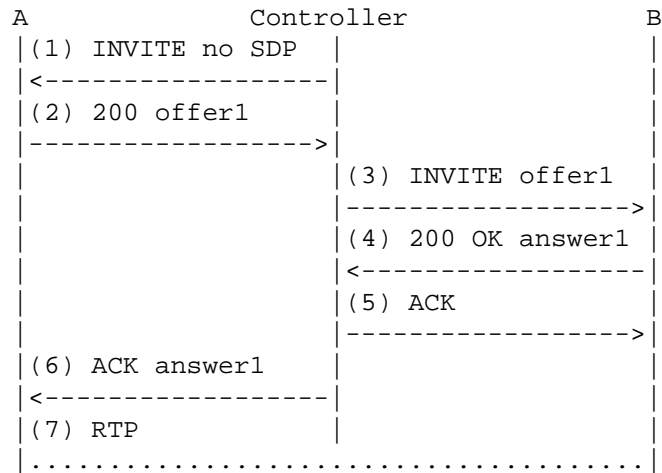 A Controller B
(1) INVITE no SDP
(2) 200 offer1
(3) INVITE offer1
(4) 200 OK answer1
(5) ACK
(6) ACK answer1
(7) RTP